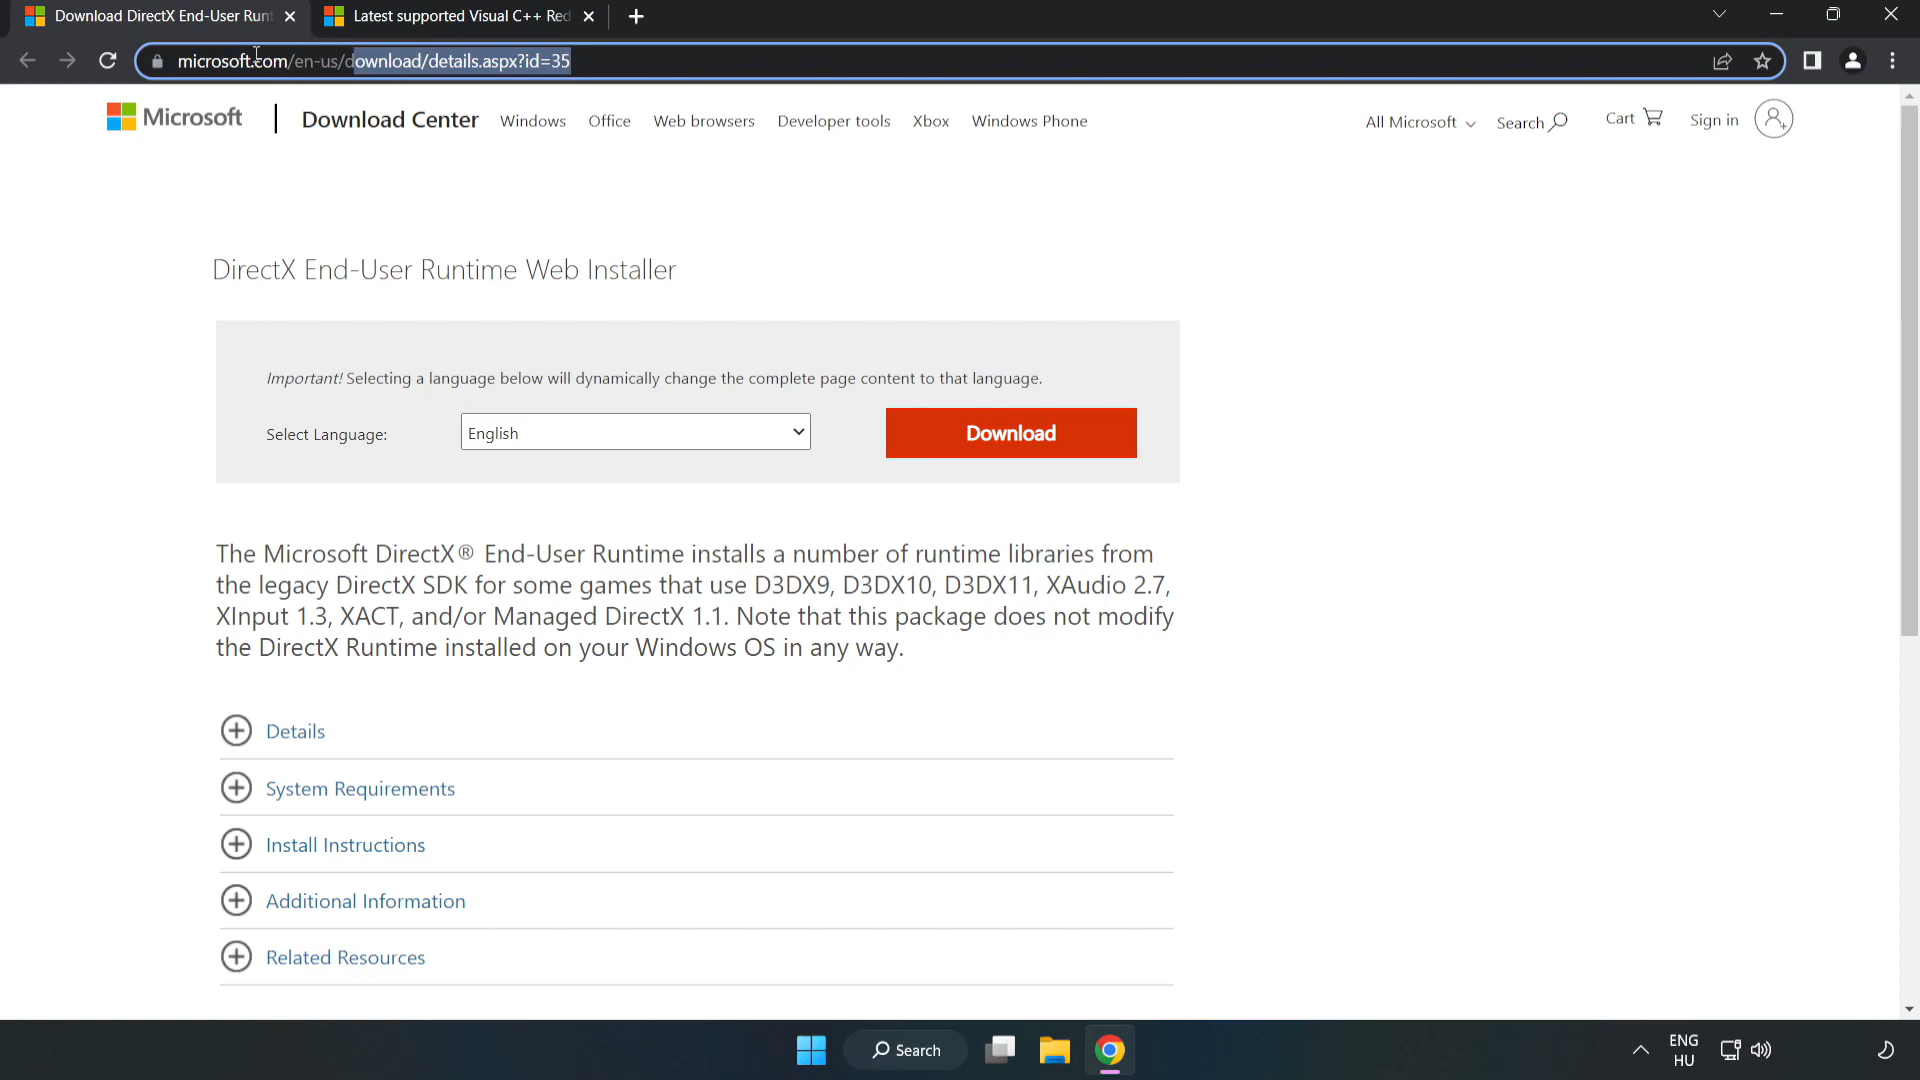 Download DirectX End-User Runt
Latest supported Visual C++ Red
microsoft.com/en-us/download/details.aspx?id=35
Microsoft
Download Center
Windows
Office
Web browsers
Developer tools
Xbox
Windows Phone
All Microsoft
Search
Cart
Sign in
DirectX End-User Runtime Web Installer
Important! Selecting a language below will dynamically change the complete page content to that language.
Select Language:
English
Download
The Microsoft DirectX® End-User Runtime installs a number of runtime libraries from
the legacy DirectX SDK for some games that use D3DX9, D3DX10, D3DX11, XAudio 2.7,
XInput 1.3, XACT, and/or Managed DirectX 1.1. Note that this package does not modify
the DirectX Runtime installed on your Windows OS in any way.
Details
System Requirements
Install Instructions
Additional Information
Related Resources
Search
ENG
HU